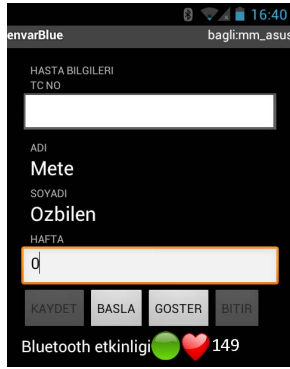 16:40
envarBlue bagli:mm_asus
HASTA BILGILERI
TC NO
ADI
Mete
SOYADI
Ozbilen
HAFTA
0
KAYDET BASLA GOSTER BITIR
Bluetooth etkinligi 149